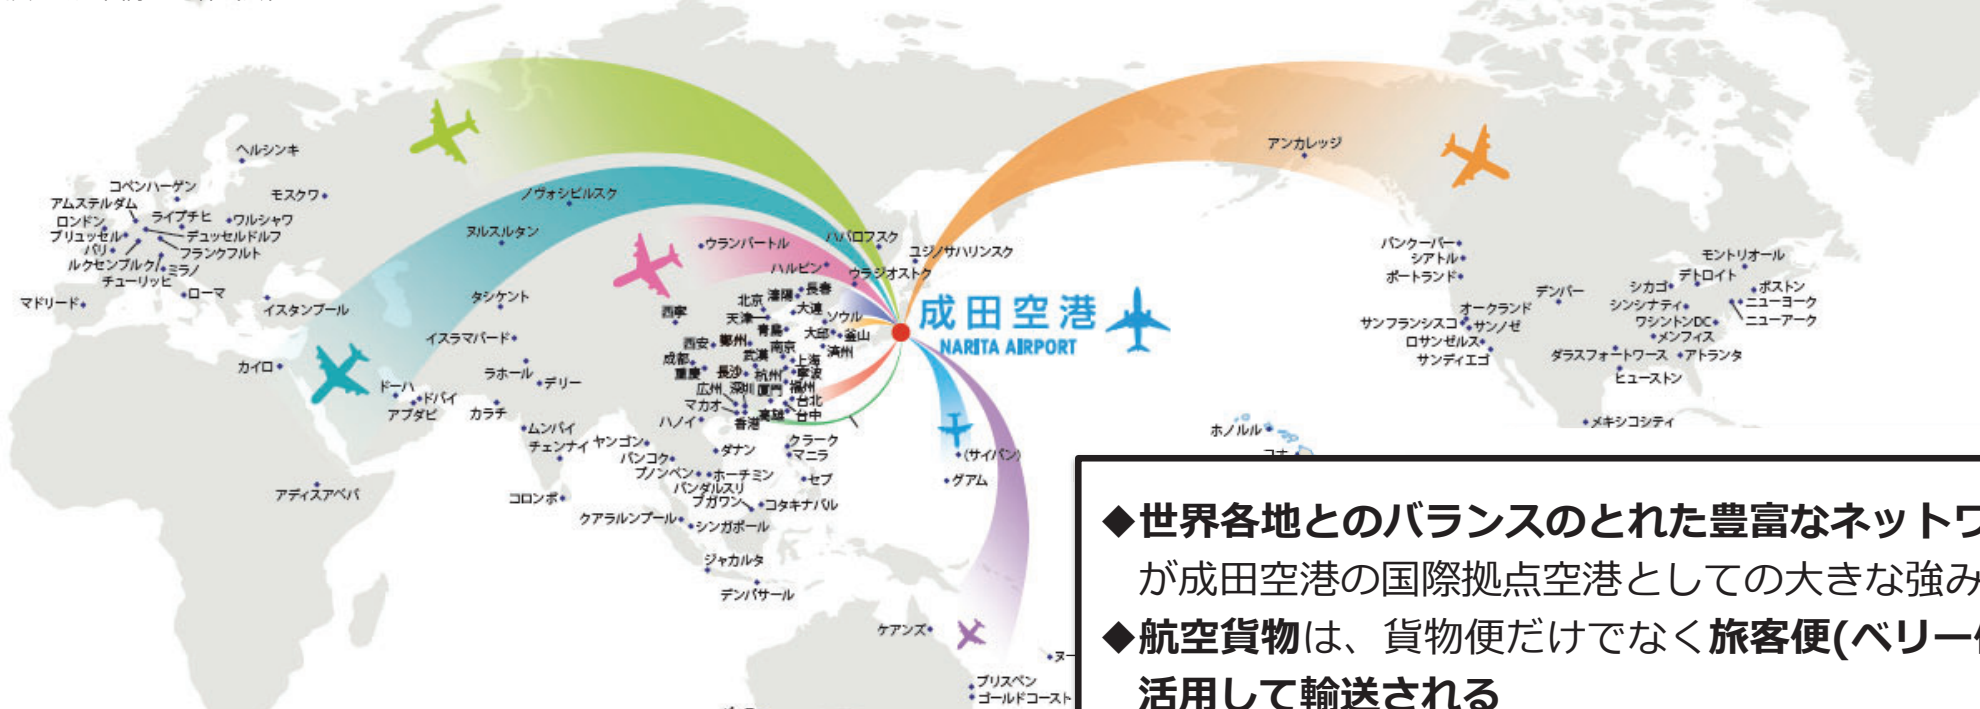 ヘルシンキ
コペンハーゲン
モスクワ
アムステルダム
ロンドン
ライプチヒ
ワルシャワ
ブリュッセル
デュッセルドルフ
パリ
フランクフルト
ルクセンブルク
ミラノ
チューリッヒ
ローマ
マドリード
イスタンブール
カイロ
ノヴォシビルスク
ヌルスルタン
タシケント
イスラマバード
ラホール
デリー
ドーハ
ドバイ
アブダビ
カラチ
ムンバイ
チェンナイ
コロンボ
アディスアベバ
ウランバートル
ハバロフスク
ユジノサハリンスク
ハルビン
ウラジオストク
長春
北京
瀋陽
大連
西寧
天津
ソウル
青島
大邱
釜山
西安
鄭州
南京
済州
成都
武漢
上海
重慶
長沙
杭州
寧波
広州
深圳
厦門
福州
マカオ
台北
香港
高雄
台中
ハノイ
ヤンゴン
バンコク
ダナン
クラーク
マニラ
プノンペン
ホーチミン
セブ
バンダルスリ
ブガワン
コタキナバル
クアラルンプール
シンガポール
ジャカルタ
デンパサール
成田空港
NARITA AIRPORT
(サイパン)
グアム
ケアンズ
ブリスベン
ゴールドコースト
アンカレッジ
バンクーバー
シアトル
ポートランド
オークランド
サンフランシスコ
サンノゼ
ロサンゼルス
サンディエゴ
デンバー
モントリオール
シカゴ
デトロイト
ボストン
シンシナティ
ニューヨーク
ワシントンDC
ニューアーク
メンフィス
ダラスフォートワース
アトランタ
ヒューストン
メキシコシティ
ホノルル
◆世界各地とのバランスのとれた豊富なネットワ
が成田空港の国際拠点空港としての大きな強み
◆航空貨物は、貨物便だけでなく旅客便(ベリー
活用して輸送される